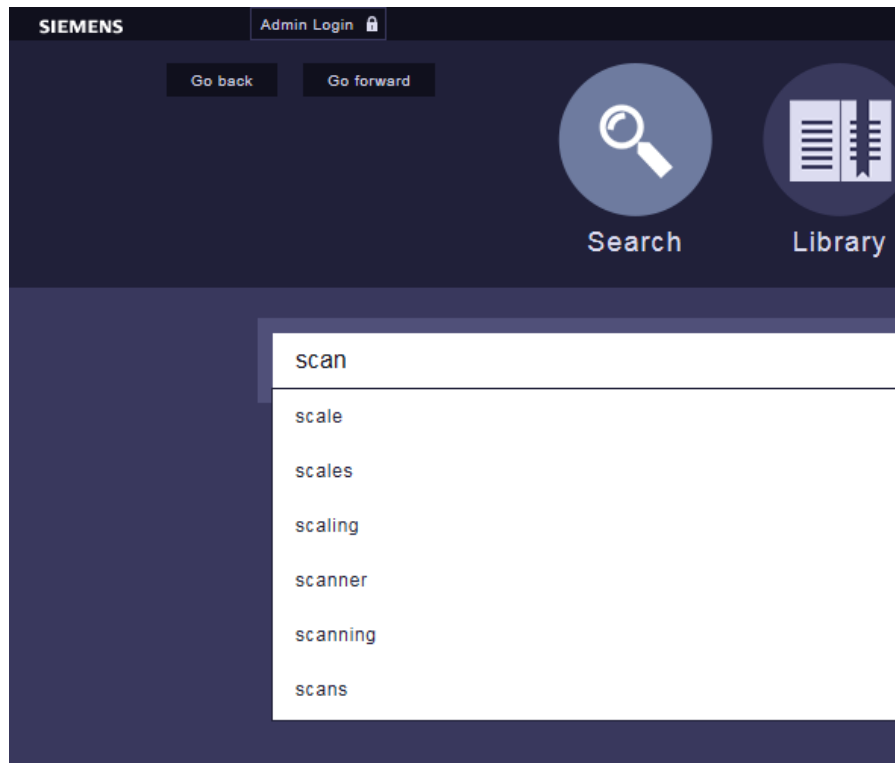 SIEMENS Admin Login
Go back Go forward
Search Library
scan
scale
scales
scaling
scanner
scanning
scans